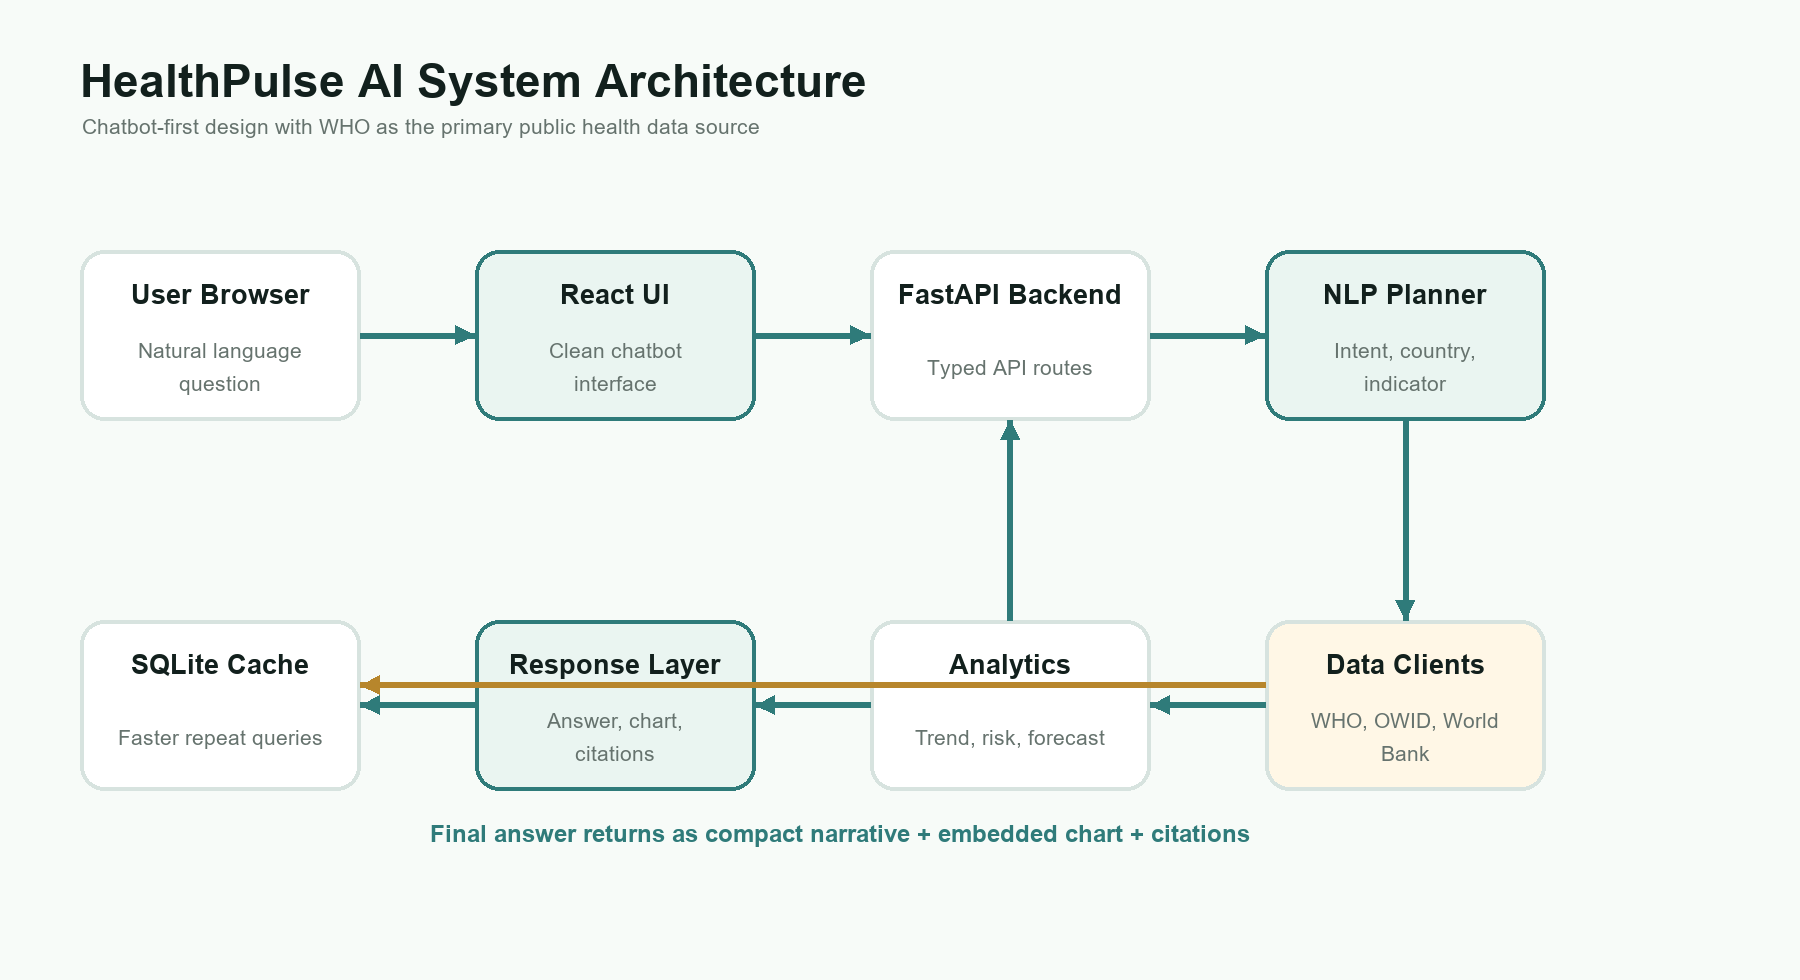 HealthPulse AI System Architecture
Chatbot-first design with WHO as the primary public health data source
User Browser
Natural language
question
React UI
Clean chatbot
interface
FastAPI Backend
Typed API routes
NLP Planner
Intent, country,
indicator
SQLite Cache
Faster repeat queries
Response Layer
Answer, chart,
citations
Analytics
Trend, risk, forecast
Data Clients
WHO, OWID, World
Bank
Final answer returns as compact narrative + embedded chart + citations